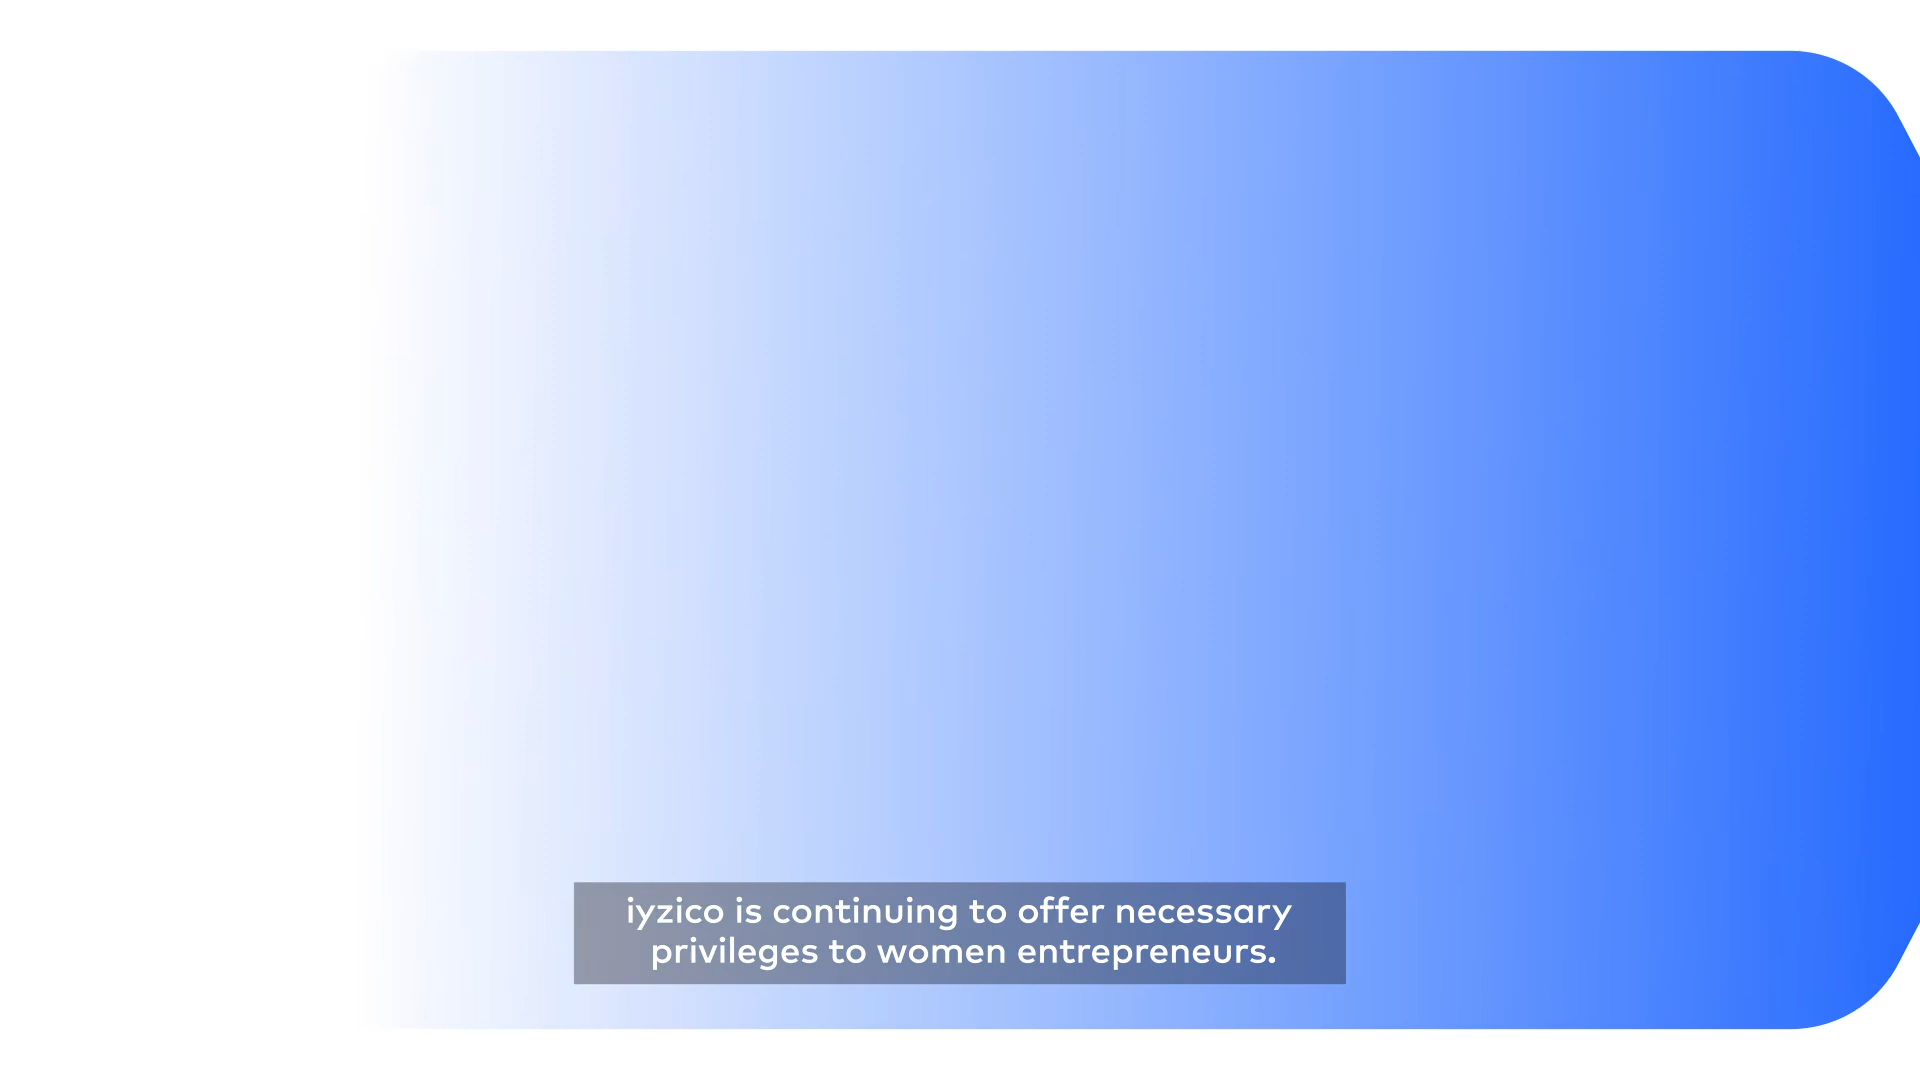 iyzico is continuing to offer necessary
privileges to women entrepreneurs.